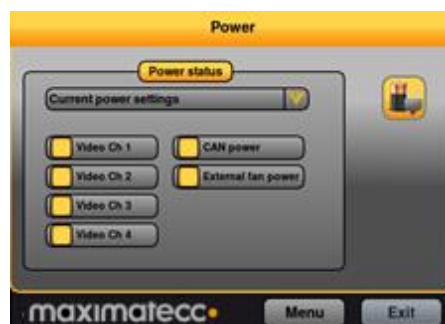 Power
Power status
Current power settings
Video Ch 1
CAN power
Video Ch 2
External fan power
Video Ch 3
Video Ch 4
maximatecc
Menu
Exit